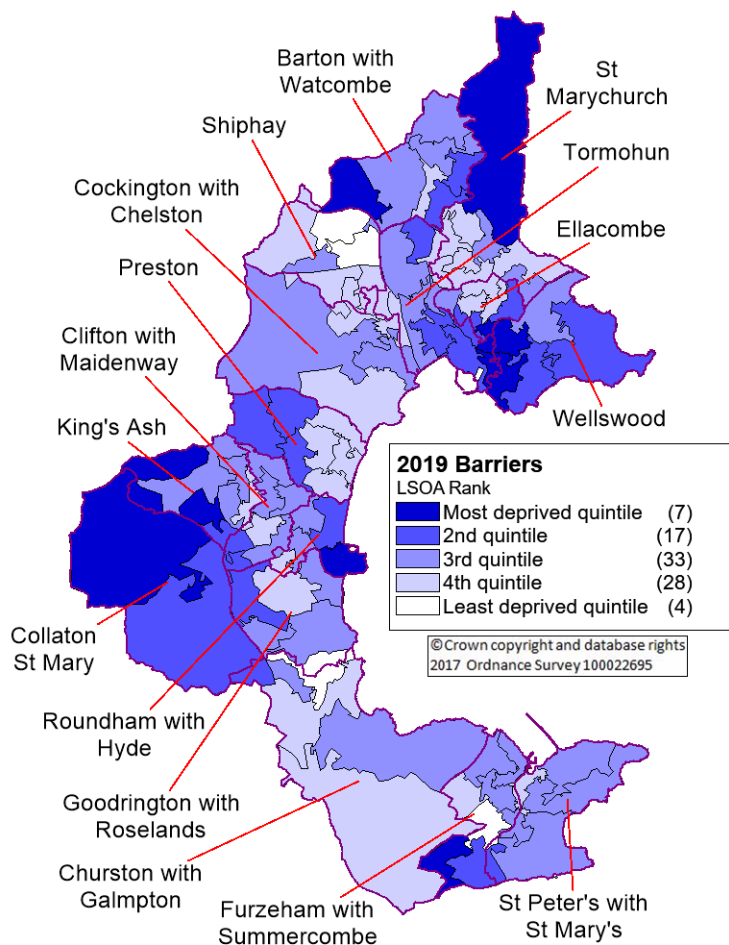 Barton with
Watcombe
St
Marychurch
Shiphay
Tormohun
Cockington with
Chelston
Ellacombe
Preston
Clifton with
Maidenway
King's Ash
Wellswood
2019 Barriers
LSOA Rank
Most deprived quintile (7)
2nd quintile (17)
3rd quintile (33)
4th quintile (28)
Least deprived quintile (4)
©Crown copyright and database rights
2017 Ordnance Survey 100022695
Collaton
St Mary
Roundham with
Hyde
Goodrington with
Roselands
Churston with
Galmpton
Furzeham with
Summercombe
St Peter's with
St Mary's